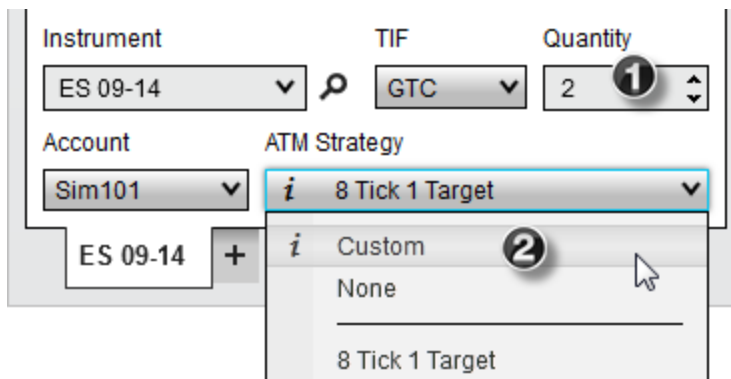 Instrument TIF Quantity
ES 09-14 GTC 2 1
Account ATM Strategy
Sim101 i 8 Tick 1 Target
ES 09-14 + i Custom 2
None
8 Tick 1 Target